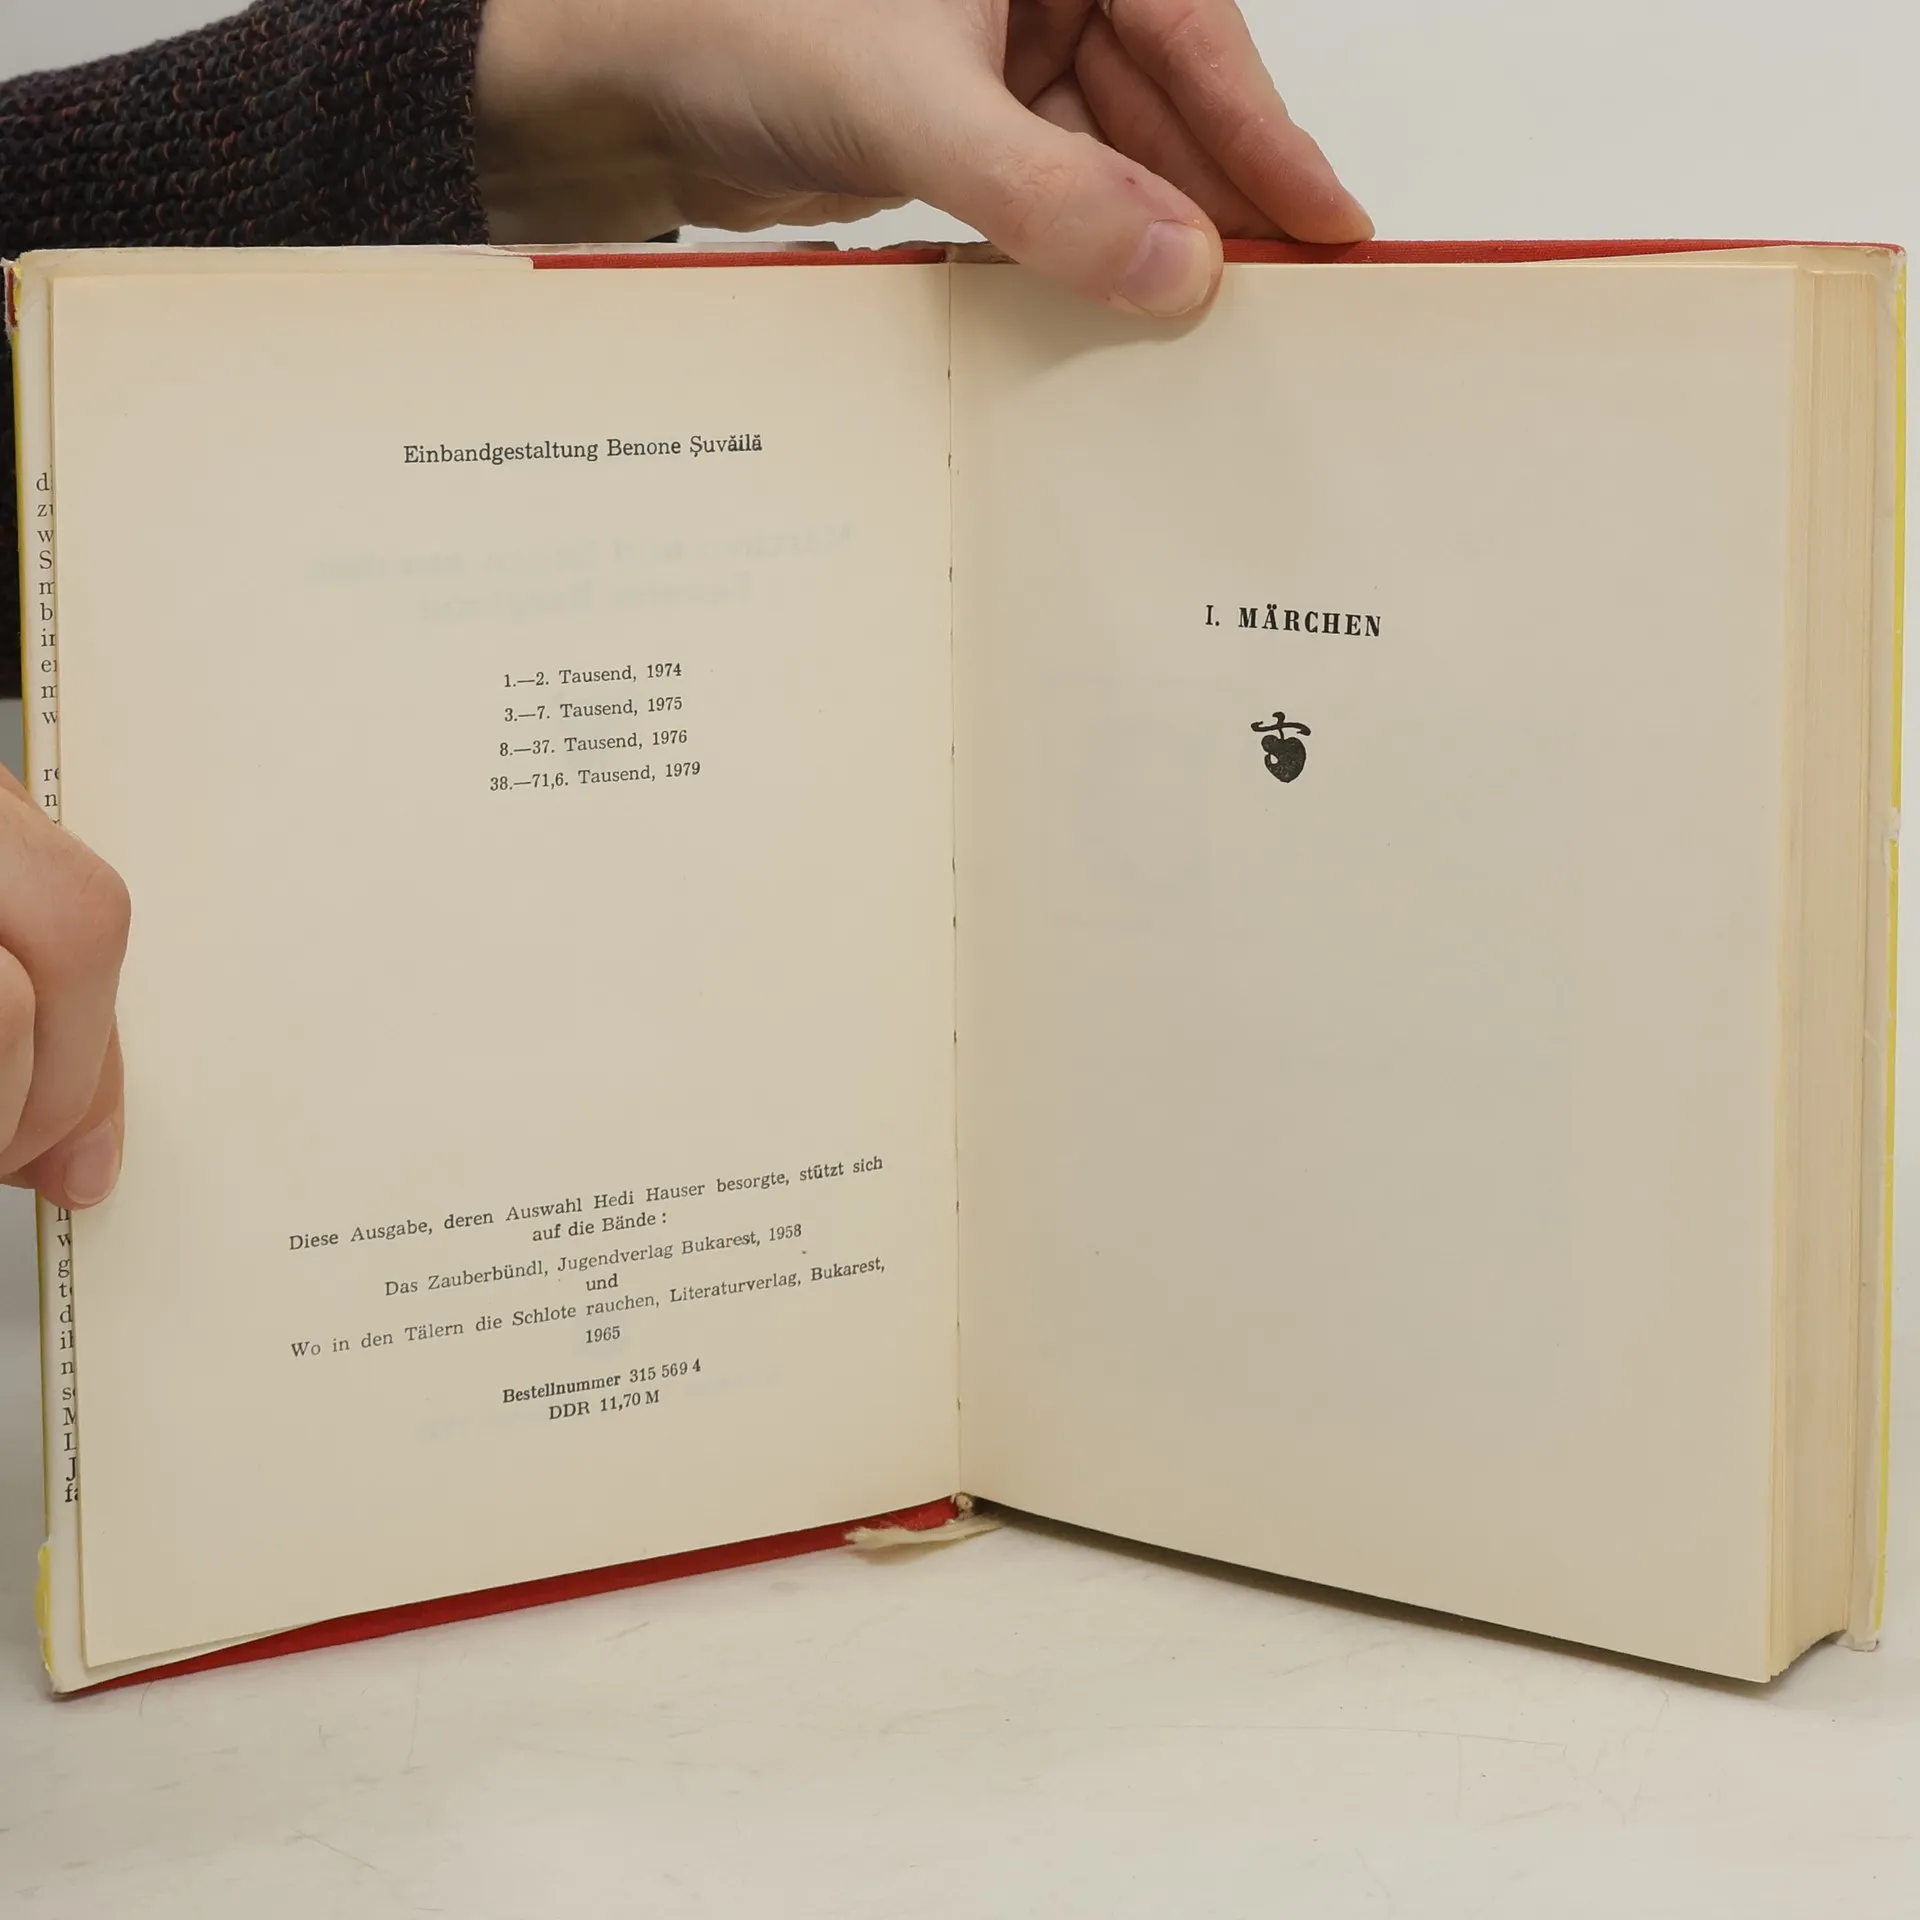 Einbandgestaltung Benone Şuvăilă
1.—2. Tausend, 1974
3.—7. Tausend, 1975
8.—37. Tausend, 1976
38.—71,6. Tausend, 1979
Diese Ausgabe, deren Auswahl Hedi Hauser besorgte, stützt sich
auf die Bände:
Das Zauberbündl, Jugendverlag Bukarest, 1958
und
Wo in den Tälern die Schlote rauchen, Literaturverlag, Bukarest,
1965
Bestellnummer 315 569 4
DDR 11,70 M
I. MÄRCHEN